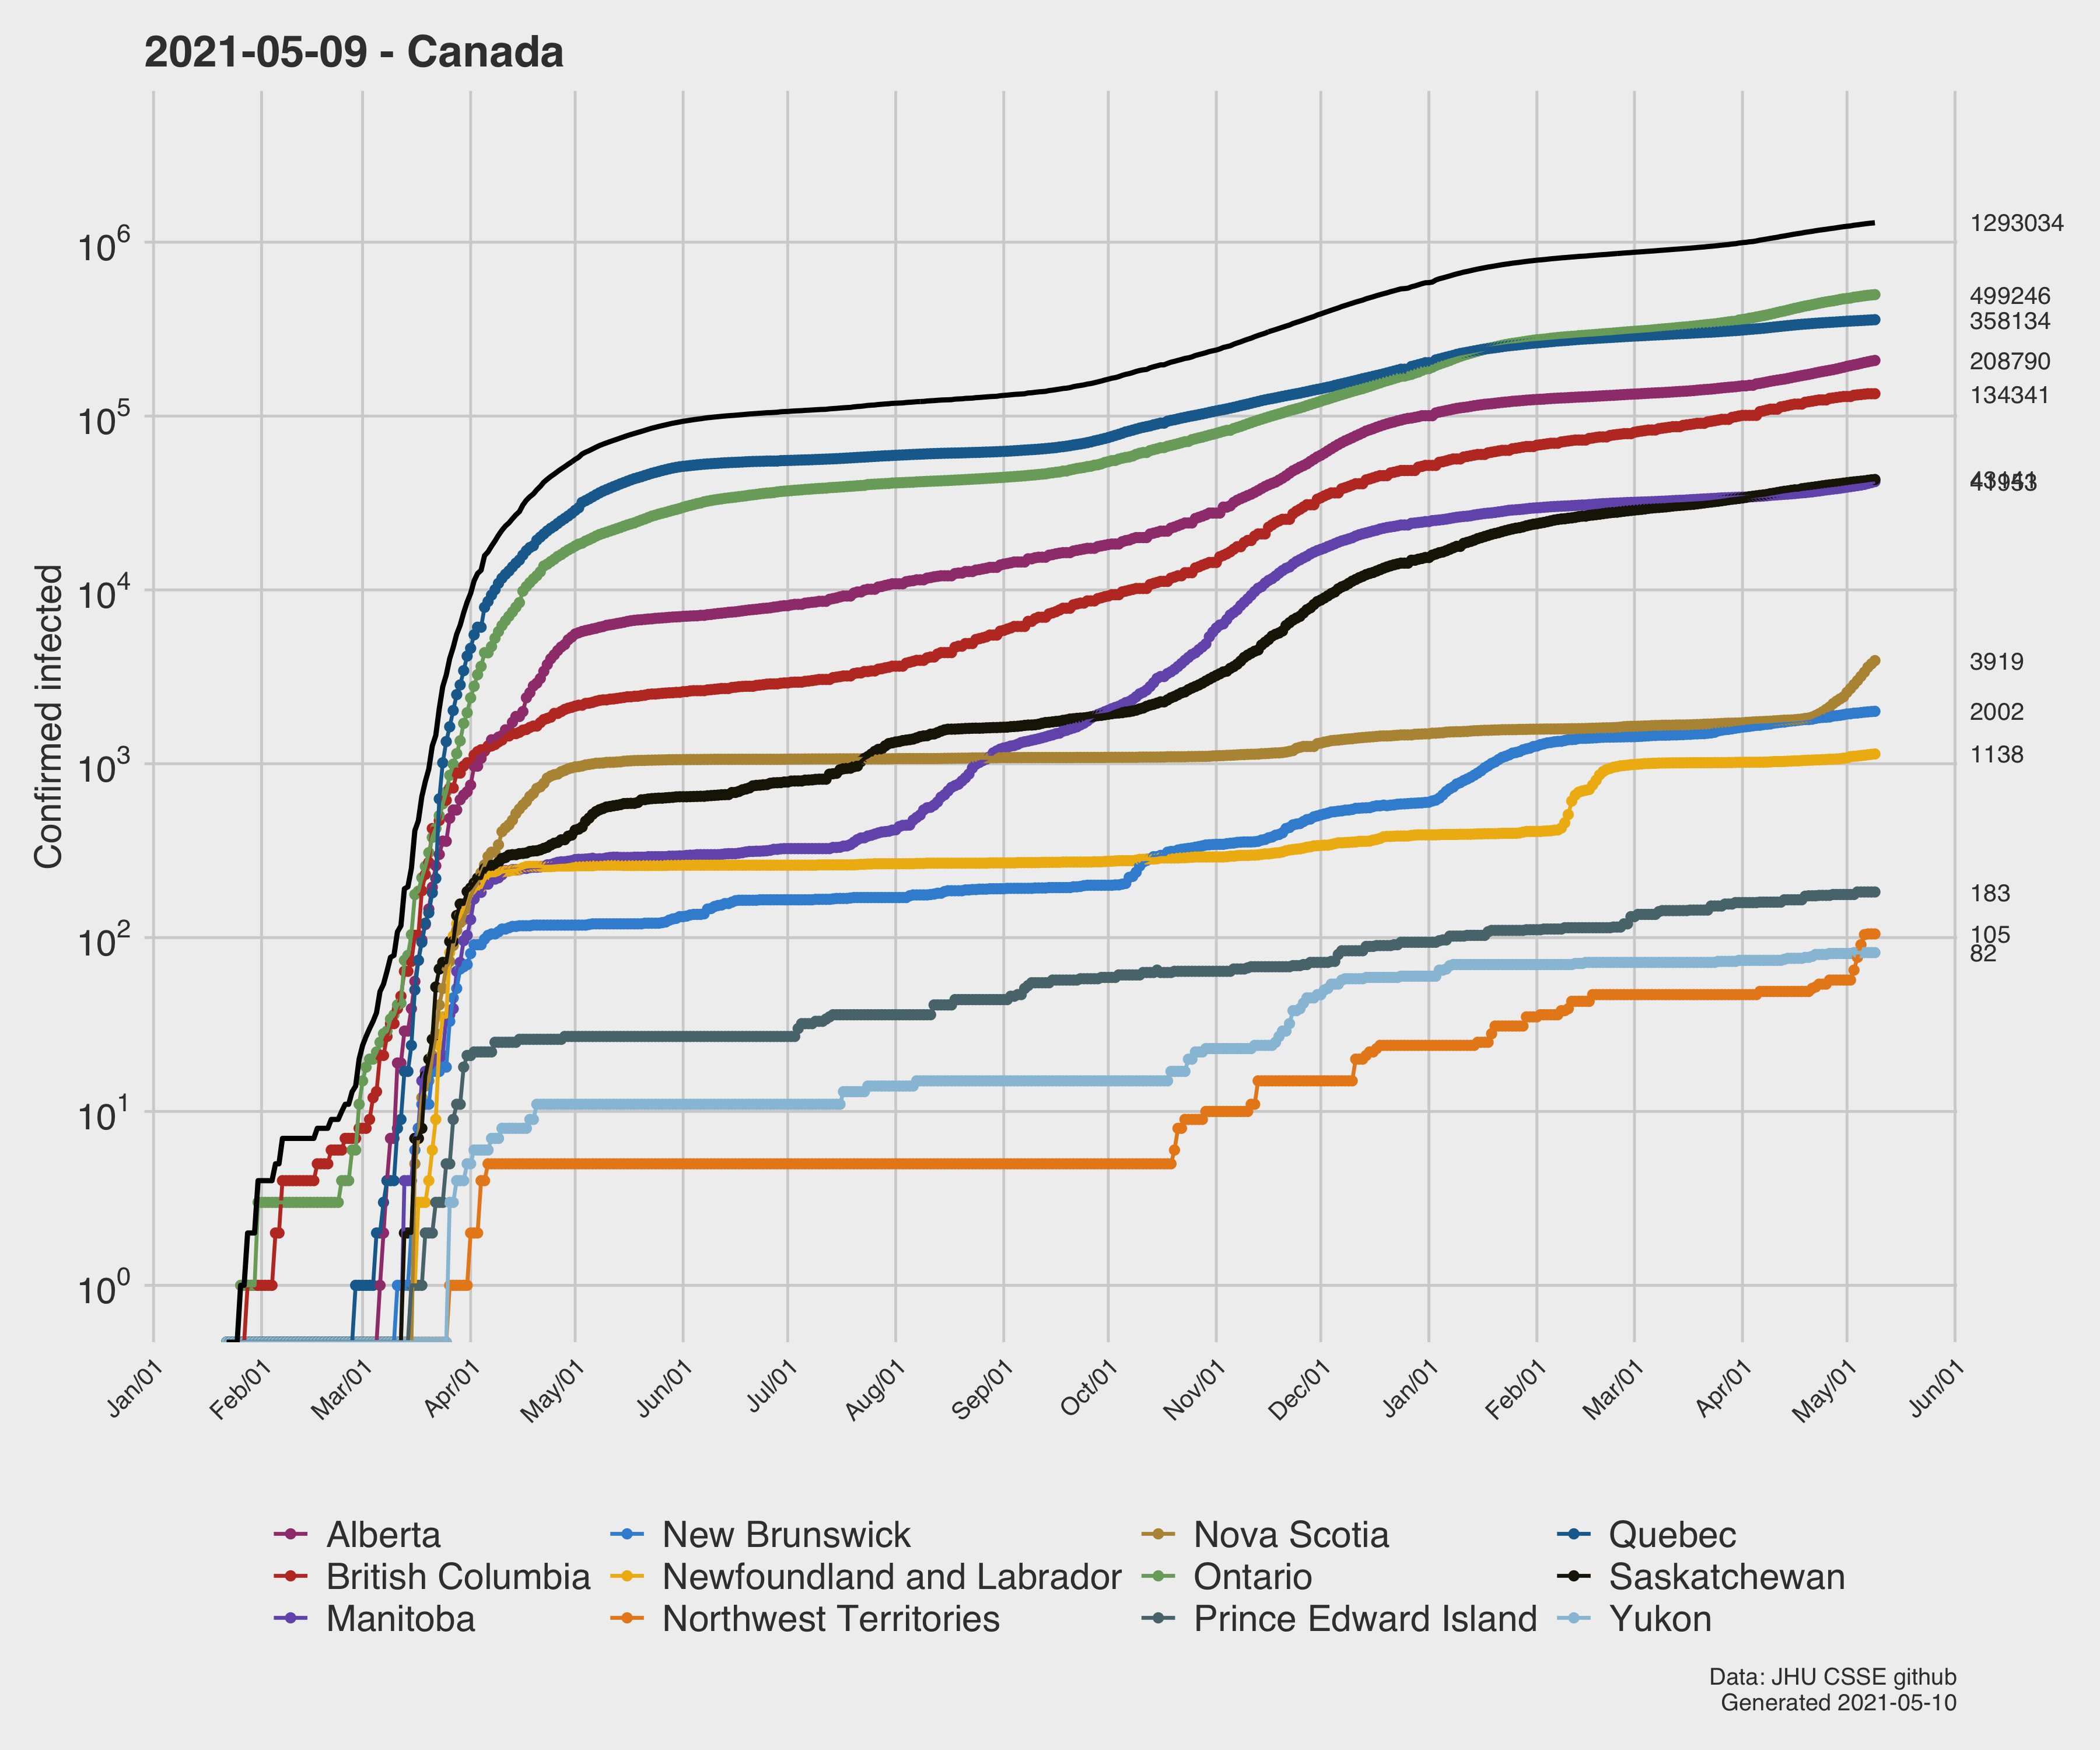 2021-05-09 - Canada
Confirmed infected
10^6
10^5
10^4
10^3
10^2
10^1
10^0
1293034
499246
358134
208790
134341
3919
2002
1138
183
105
82
Jan/01 Feb/01 Mar/01 Apr/01 May/01 Jun/01 Jul/01 Aug/01 Sep/01 Oct/01 Nov/01 Dec/01 Jan/01 Feb/01 Mar/01 Apr/01 May/01 Jun/01
Alberta New Brunswick Nova Scotia Quebec
British Columbia Newfoundland and Labrador Ontario Saskatchewan
Manitoba Northwest Territories Prince Edward Island Yukon
Data: JHU CSSE github
Generated 2021-05-10